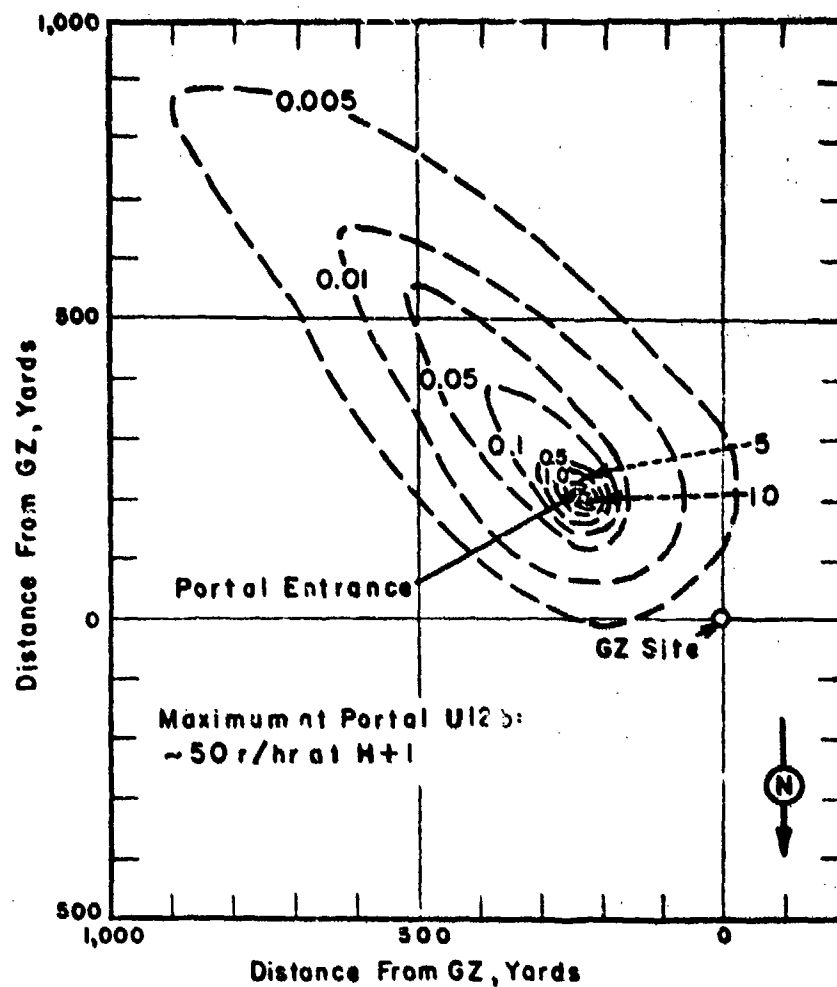 1,000
0.005
0.01
500
0.05
0.1
0.5
1.0
5
10
Portal Entrance
0
GZ Site
Maximum at Portal
~50 r/hr at H+1
N
500
1,000
500
0
Distance From GZ, Yards
Distance From GZ, Yards